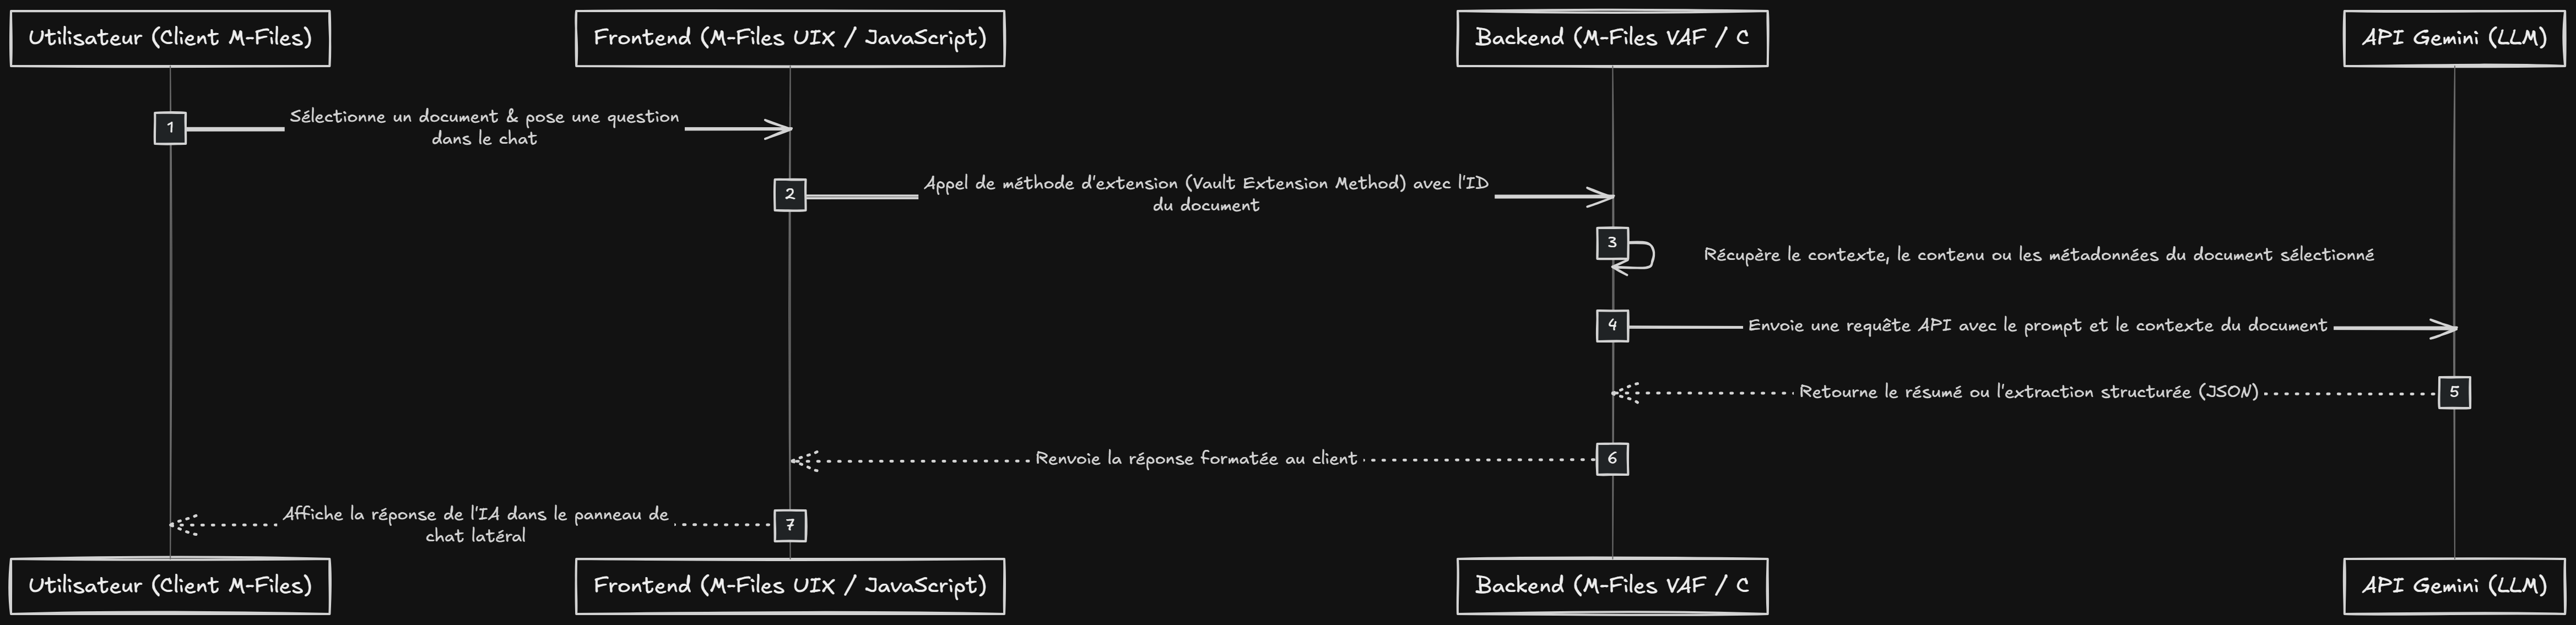 Utilisateur (Client M-Files)
Frontend (M-Files UIX / JavaScript)
Backend (M-Files VAF / C
API Gemini (LLM)
1
Sélectionne un document & pose une question
dans le chat
2
Appel de méthode d'extension (Vault Extension Method) avec l'ID
du document
3
Récupère le contexte, le contenu ou les métadonnées du document sélectionné
4
Envoie une requête API avec le prompt et le contexte du document
Retourne le résumé ou l'extraction structurée (JSON)
5
Renvoie la réponse formatée au client
6
Affiche la réponse de l'IA dans le panneau de
chat latéral
7
Utilisateur (Client M-Files)
Frontend (M-Files UIX / JavaScript)
Backend (M-Files VAF / C
API Gemini (LLM)